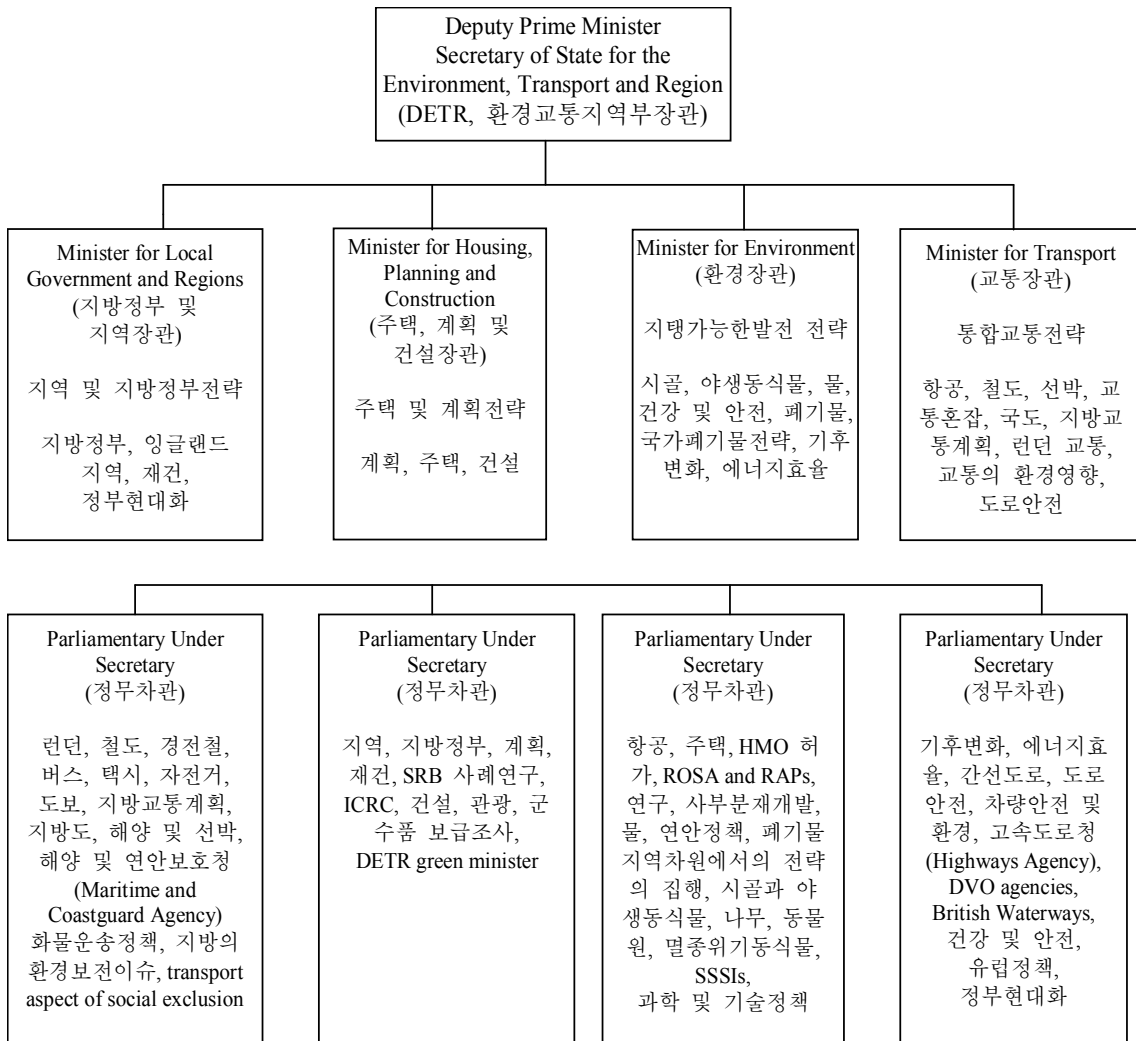 Deputy Prime Minister
Secretary of State for the
Environment, Transport and Region
(DETR, 환경교통지역부장관)
Minister for Local
Government and Regions
(지방정부 및
지역장관)
지역 및 지방정부전략
지방정부, 잉글랜드
지역, 재건,
정부현대화
Minister for Housing,
Planning and
Construction
(주택, 계획 및
건설장관)
주택 및 계획전략
계획, 주택, 건설
Minister for Environment
(환경장관)
지탱가능한발전 전략
시골, 야생동식물, 물,
건강 및 안전, 폐기물,
국가폐기물전략, 기후
변화, 에너지효율
Minister for Transport
(교통장관)
통합교통전략
항공, 철도, 선박, 교
통혼잡, 국도, 지방교
통계획, 런던 교통,
교통의 환경영향,
도로안전
Parliamentary Under
Secretary
(정무차관)
런던, 철도, 경전철,
버스, 택시, 자전거,
도보, 지방교통계획,
지방도, 해양 및 선박,
해양 및 연안보호청
(Maritime and
Coastguard Agency)
화물운송정책, 지방의
환경보전이슈, transport
aspect of social exclusion
Parliamentary Under
Secretary
(정무차관)
지역, 지방정부, 계획,
재건, SRB 사례연구,
ICRC, 건설, 관광, 군
수품 보급조사,
DETR green minister
Parliamentary Under
Secretary
(정무차관)
항공, 주택, HMO 허
가, ROSA and RAPs,
연구, 사부분재개발,
물, 연안정책, 폐기물
지역차원에서의 전략
의 집행, 시골과 야
생동식물, 나무, 동물
원, 멸종위기동식물,
SSSIs,
과학 및 기술정책
Parliamentary Under
Secretary
(정무차관)
기후변화, 에너지효
율, 간선도로, 도로
안전, 차량안전 및
환경, 고속도로청
(Highways Agency),
DVO agencies,
British Waterways,
건강 및 안전,
유럽정책,
정부현대화